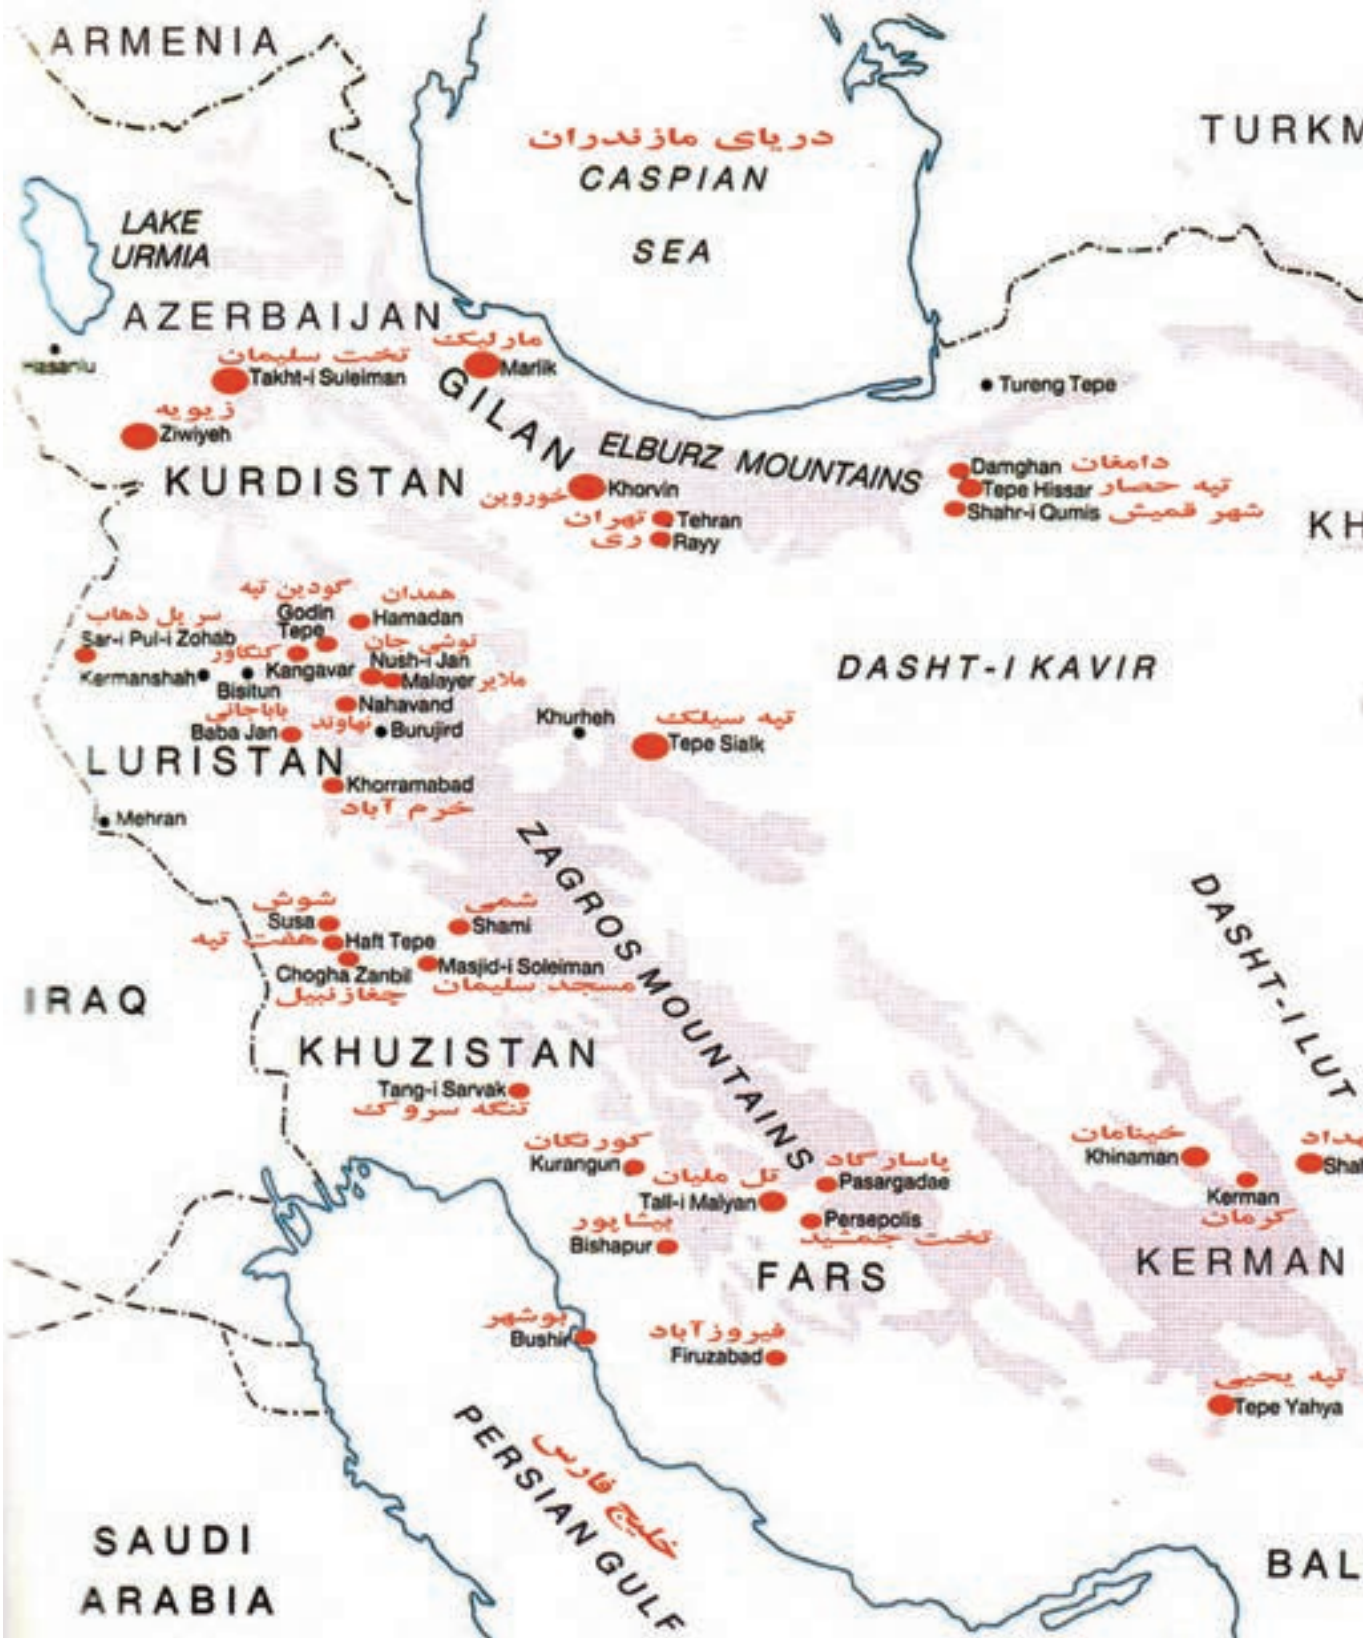 ARMENIA
دریای مازندران
CASPIAN
SEA
TURKM
LAKE
URMIA
AZERBAIJAN
Hasanlu
تخت سلیمان
Takht-i Suleiman
مارلیک
Marlik
زیویه
Ziwiyeh
GILAN
ELBURZ MOUNTAINS
Tureng Tepe
KURDISTAN
خوروین
Khorvin
تهران
Tehran
ری
Rayy
Damghan دامغان
Tepe Hissar تپه حصار
Shahr-i Qumis شهر قمیش
KH
گودین تپه
Godin
Tepe
همدان
Hamadan
سر پل ذهاب
Sar-i Pul-i Zohab
کنگاور
Kangavar
نوشی جان
Nush-i Jan
Malayer ملایر
Kermanshah
Bisitun
Nahavand
نهاوند
باباجانی
Baba Jan
Burujird
LURISTAN
Khorramabad
خرم آباد
Mehran
Khurheh
تپه سیلک
Tepe Sialk
DASHT-I KAVIR
ZAGROS MOUNTAINS
DASHT-I LUT
شوش
Susa
هفت تپه
Haft Tepe
Chogha Zanbil
چغازنبیل
شمی
Shami
Masjid-i Soleiman
مسجد سلیمان
IRAQ
KHUZISTAN
Tang-i Sarvak
تنگه سروک
کورنگان
Kurangun
تل ملیان
Tall-i Malyan
پاسارگاد
Pasargadae
Persepolis
تخت جمشید
بیشاپور
Bishapur
FARS
خینامان
Khinaman
Kerman
کرمان
هداد
Shah
KERMAN
بوشهر
Bushir
فیروزآباد
Firuzabad
تپه یحیی
Tepe Yahya
خلیج فارس
PERSIAN GULF
SAUDI
ARABIA
BAL